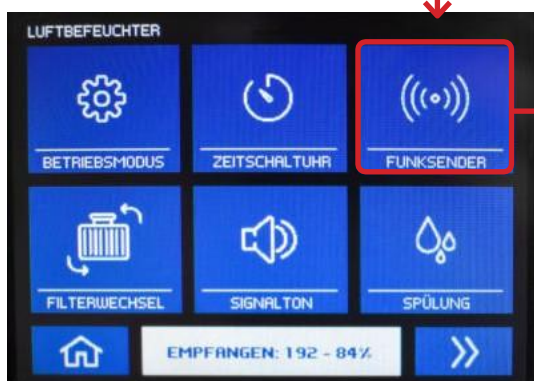 LUFTBEFEUCHTER
BETRIEBSMODUS ZEITSCHALTUHR FUNKSENDER
FILTERWECHSEL SIGNALTON SPÜLUNG
EMPFANGEN: 192 - 84%